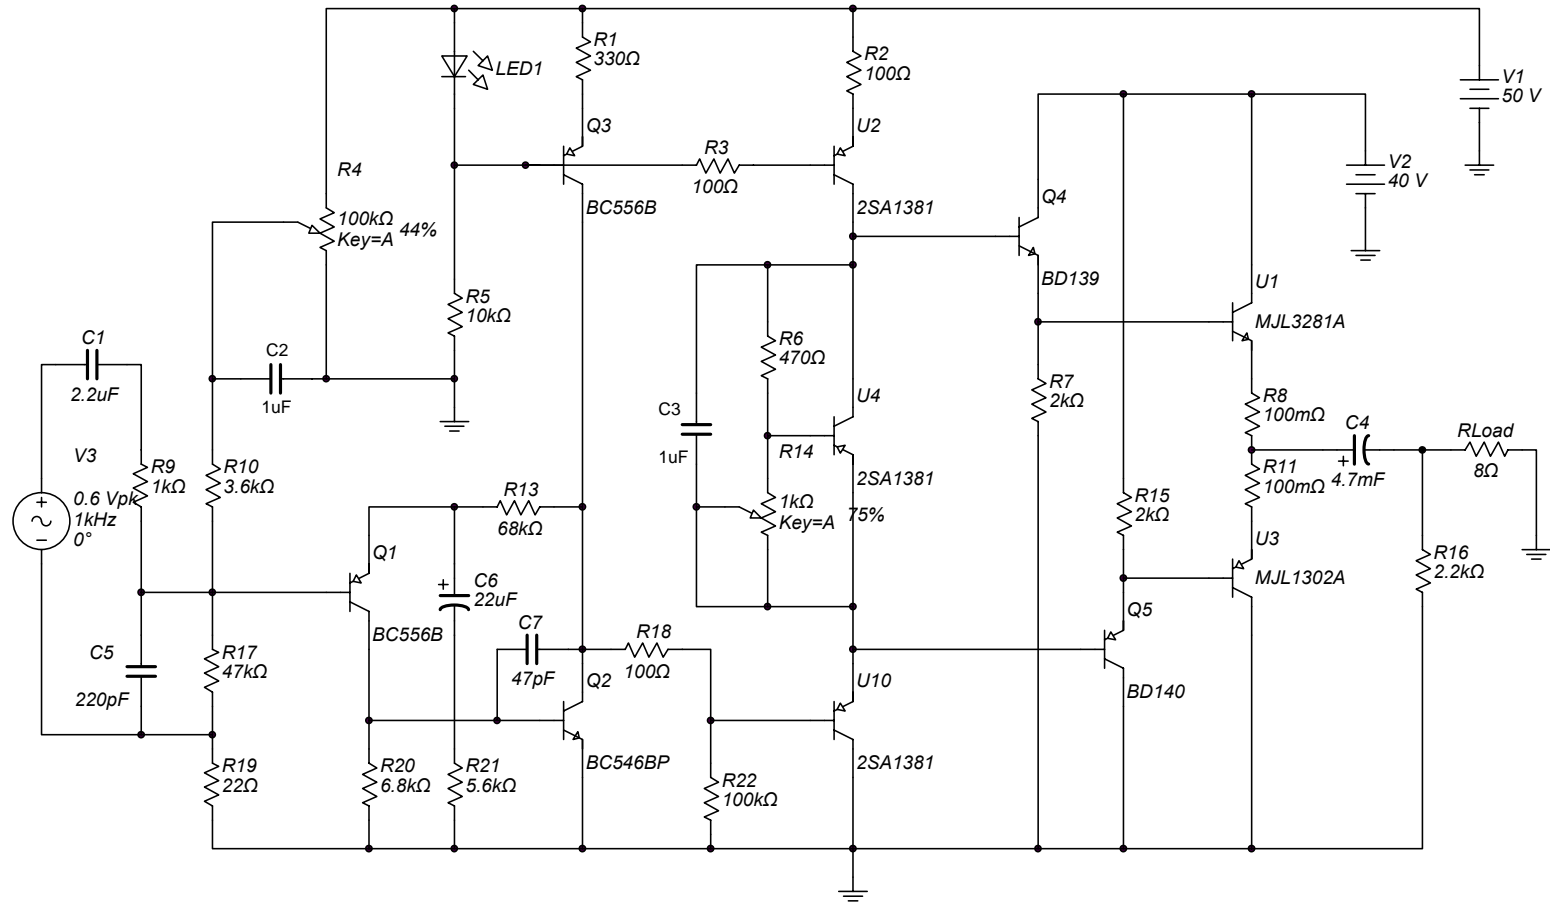 R1
330Ω
LED1
R2
100Ω
V1
50 V
Q3
U2
R3
100Ω
R4
V2
40 V
Q4
BC556B
2SA1381
100kΩ
Key=A
44%
BD139
U1
MJL3281A
R5
10kΩ
C1
2.2uF
C2
1uF
R6
470Ω
R7
2kΩ
R8
100mΩ
U4
C3
1uF
R14
2SA1381
C4
+
4.7mF
RLoad
8Ω
V3
R9
1kΩ
R10
3.6kΩ
R11
100mΩ
0.6 Vpk
1kHz
0°
R13
68kΩ
1kΩ
Key=A
75%
R15
2kΩ
Q1
U3
MJL1302A
R16
2.2kΩ
+
C6
22uF
BC556B
Q5
C5
220pF
R17
47kΩ
C7
47pF
R18
100Ω
Q2
U10
BD140
R19
22Ω
R20
6.8kΩ
R21
5.6kΩ
BC546BP
R22
100kΩ
2SA1381